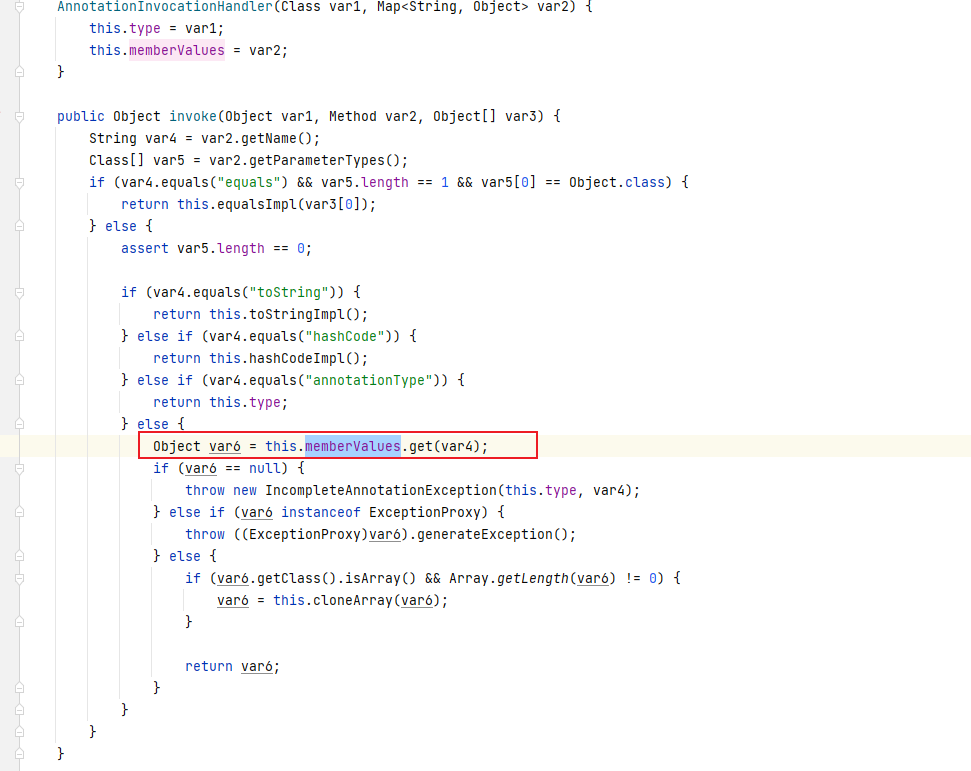 AnnotationInvocationHandler(Class var1, Map<String, Object> var2) {
this.type = var1;
this.memberValues = var2;
}
public Object invoke(Object var1, Method var2, Object[] var3) {
String var4 = var2.getName();
Class[] var5 = var2.getParameterTypes();
if (var4.equals("equals") && var5.length == 1 && var5[0] == Object.class) {
return this.equalsImpl(var3[0]);
} else {
assert var5.length == 0;
if (var4.equals("toString")) {
return this.toStringImpl();
} else if (var4.equals("hashCode")) {
return this.hashCodeImpl();
} else if (var4.equals("annotationType")) {
return this.type;
} else {
Object var6 = this.memberValues.get(var4);
if (var6 == null) {
throw new IncompleteAnnotationException(this.type, var4);
} else if (var6 instanceof ExceptionProxy) {
throw ((ExceptionProxy)var6).generateException();
} else {
if (var6.getClass().isArray() && Array.getLength(var6) != 0) {
var6 = this.cloneArray(var6);
}
return var6;
}
}
}
}